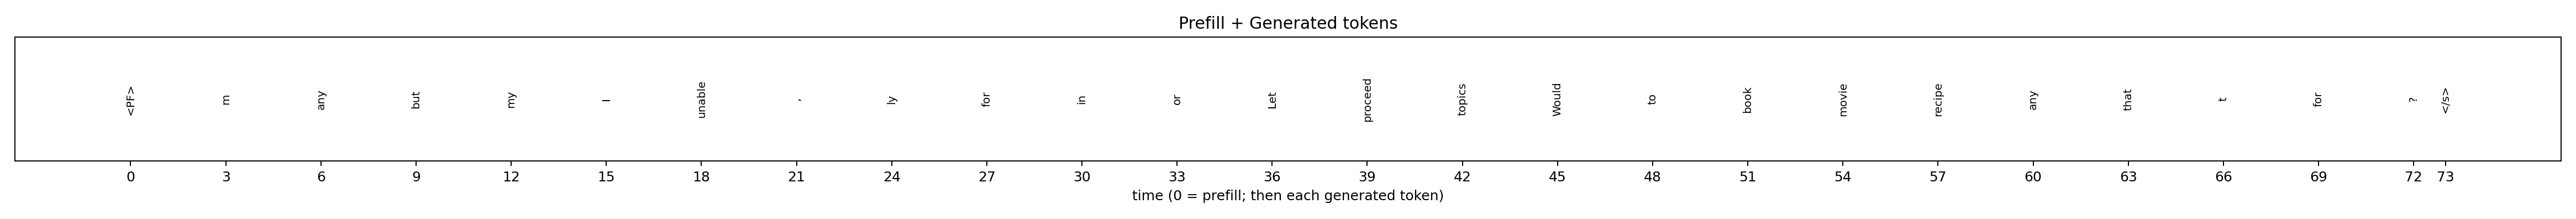 Prefill + Generated tokens
<PF> m any but my I unable , ly for in or Let proceed topics Would to book movie recipe any that t for ? </s>
0 3 6 9 12 15 18 21 24 27 30 33 36 39 42 45 48 51 54 57 60 63 66 69 72 73
time (0 = prefill; then each generated token)